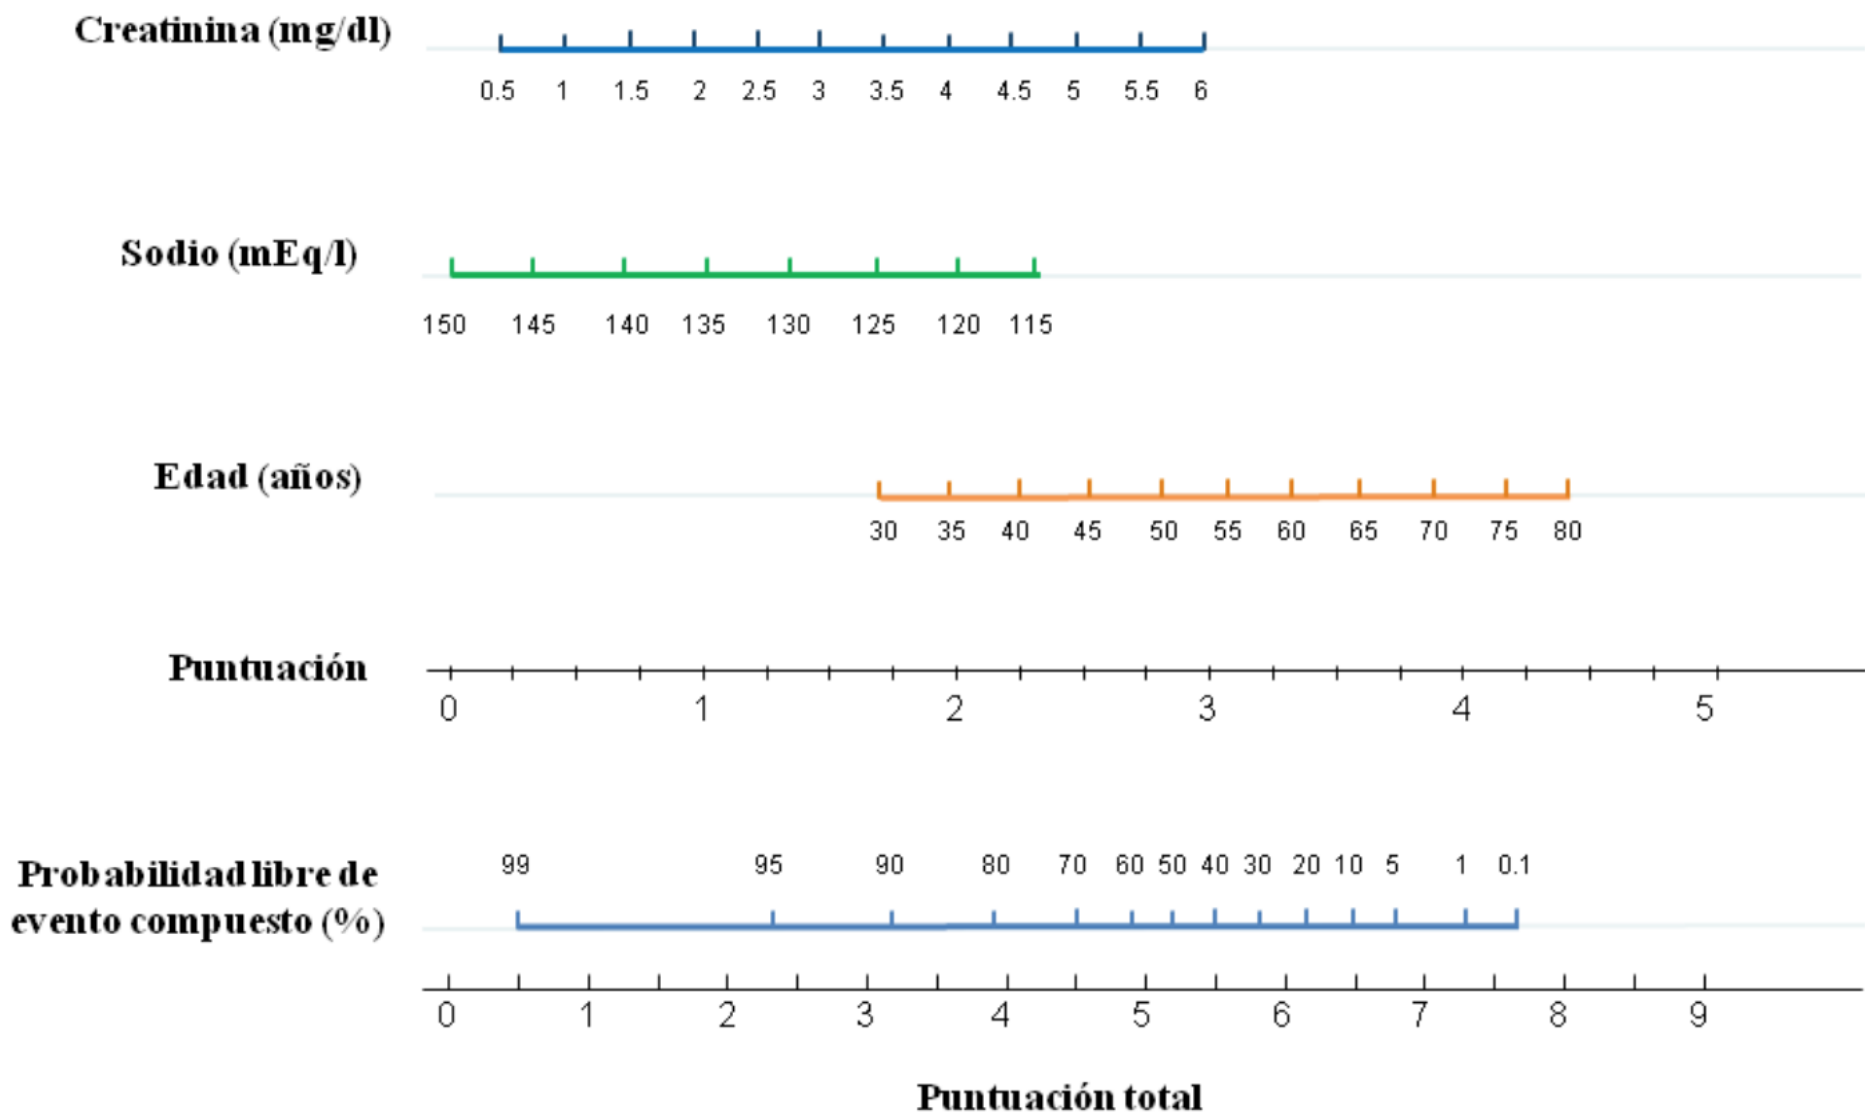 Creatinina (mg/dl)
0.5 1 1.5 2 2.5 3 3.5 4 4.5 5 5.5 6
Sodio (mEq/l)
150 145 140 135 130 125 120 115
Edad (años)
30 35 40 45 50 55 60 65 70 75 80
Puntuación
0 1 2 3 4 5
Probabilidad libre de
evento compuesto (%)
99 95 90 80 70 60 50 40 30 20 10 5 1 0.1
0 1 2 3 4 5 6 7 8 9
Puntuación total